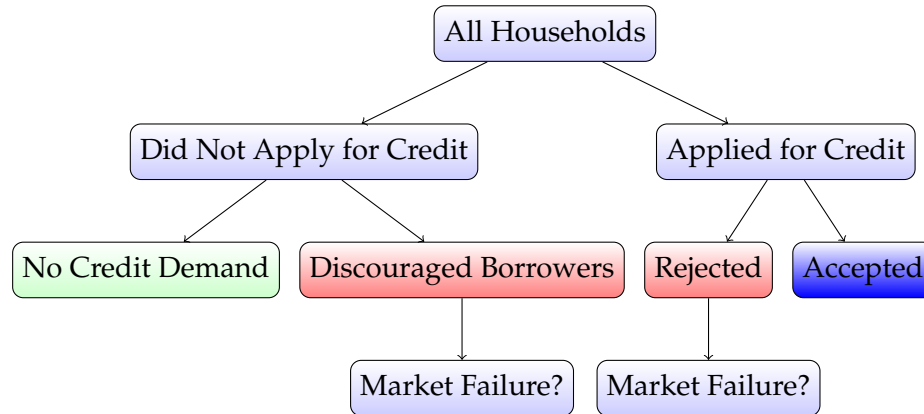 All Households
Did Not Apply for Credit
Applied for Credit
No Credit Demand
Discouraged Borrowers
Rejected
Accepted
Market Failure?
Market Failure?